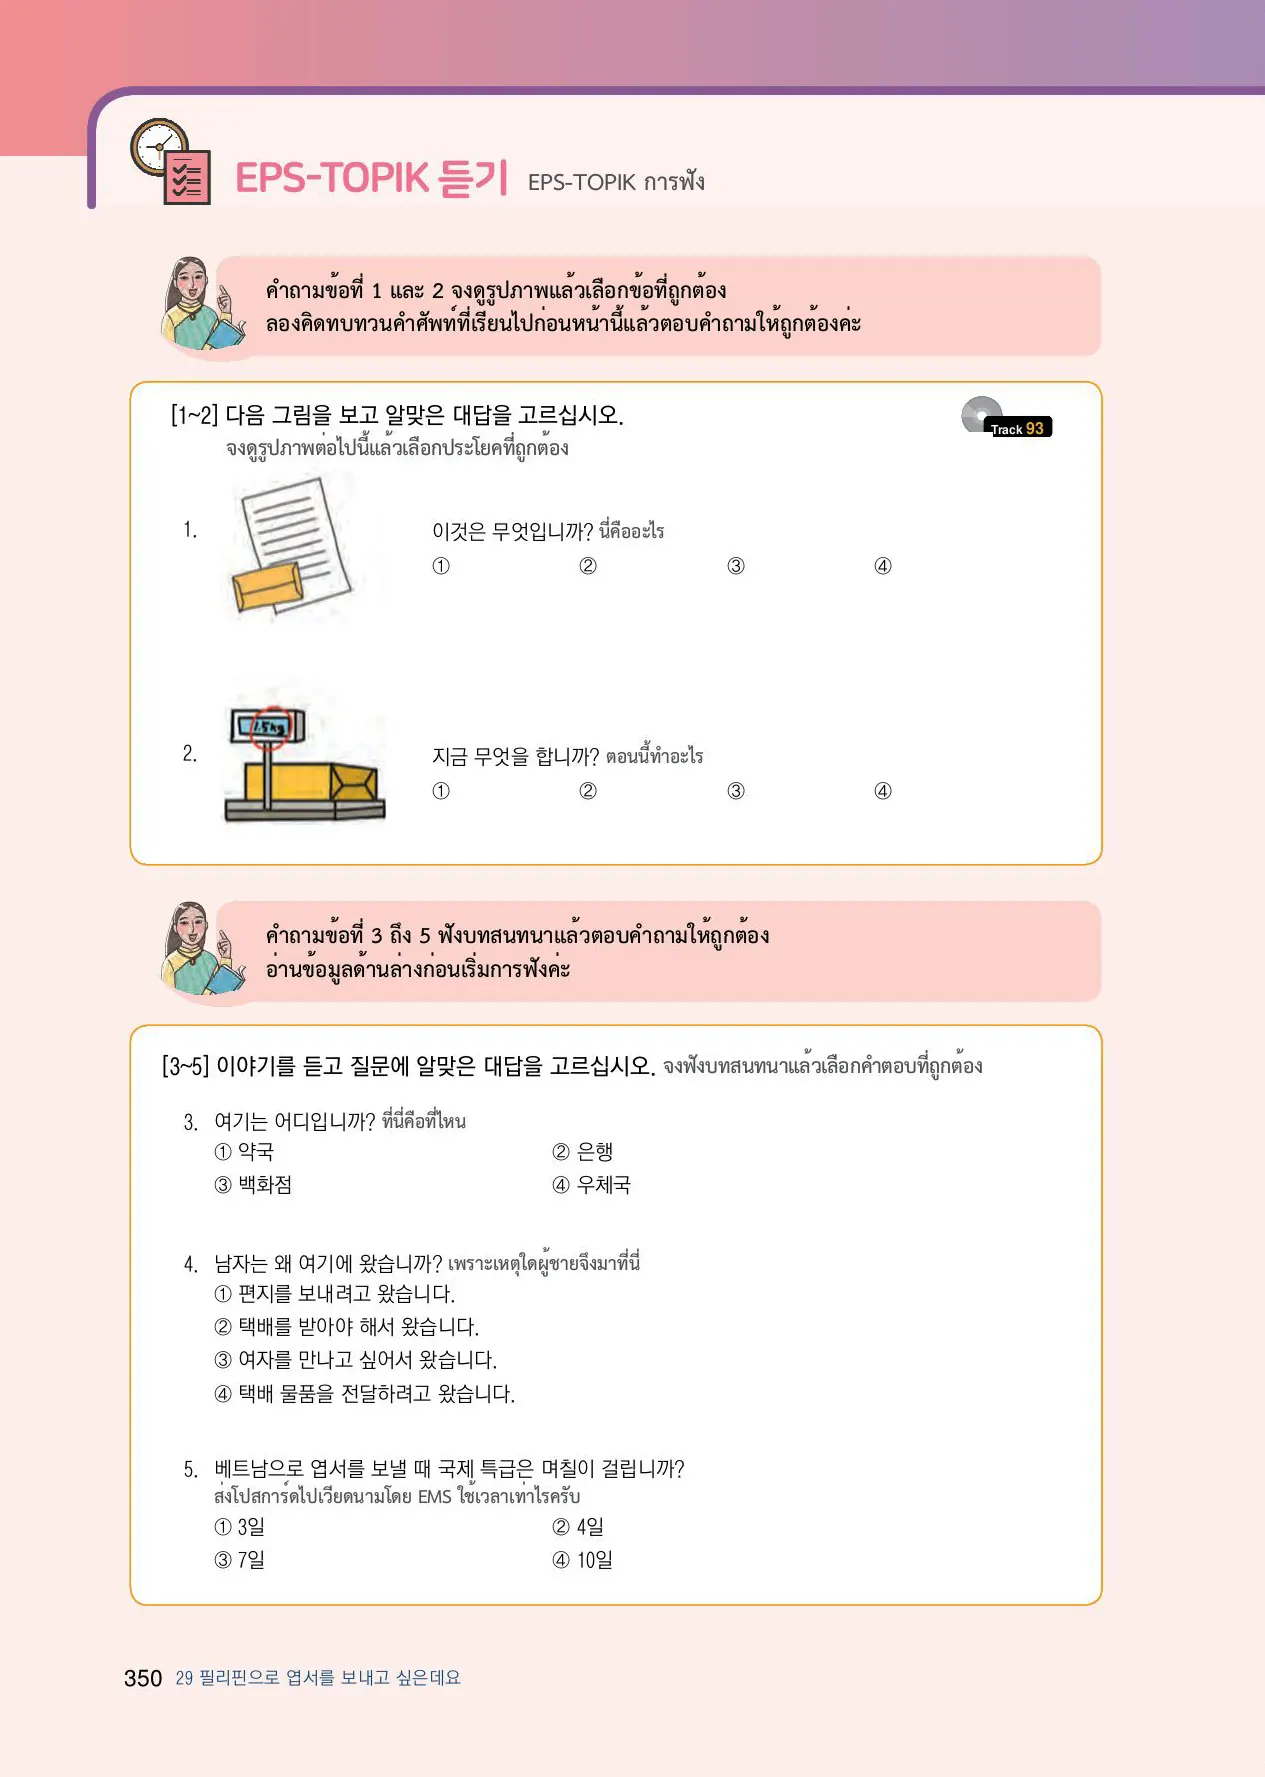 EPS-TOPIK 듣기 EPS-TOPIK การฟัง
คำถามข้อที่ 1 และ 2 จงดูรูปภาพแล้วเลือกข้อที่ถูกต้อง
ลองคิดทบทวนคำศัพท์ที่เรียนไปก่อนหน้านี้แล้วตอบคำถามให้ถูกต้องค่ะ
[1~2] 다음 그림을 보고 알맞은 대답을 고르십시오.
Track 93
จงดูรูปภาพต่อไปนี้แล้วเลือกประโยคที่ถูกต้อง
1. 이것은 무엇입니까? นี่คืออะไร
① ② ③ ④
1.5kg
2. 지금 무엇을 합니까? ตอนนี้ทำอะไร
① ② ③ ④
คำถามข้อที่ 3 ถึง 5 ฟังบทสนทนาแล้วตอบคำถามให้ถูกต้อง
อ่านข้อมูลด้านล่างก่อนเริ่มการฟังค่ะ
[3~5] 이야기를 듣고 질문에 알맞은 대답을 고르십시오. จงฟังบทสนทนาแล้วเลือกคำตอบที่ถูกต้อง
3. 여기는 어디입니까? ที่นี่คือที่ไหน
① 약국 ② 은행
③ 백화점 ④ 우체국
4. 남자는 왜 여기에 왔습니까? เพราะเหตุใดผู้ชายจึงมาที่นี่
① 편지를 보내려고 왔습니다.
② 택배를 받아야 해서 왔습니다.
③ 여자를 만나고 싶어서 왔습니다.
④ 택배 물품을 전달하려고 왔습니다.
5. 베트남으로 엽서를 보낼 때 국제 특급은 며칠이 걸립니까?
ส่งโปสการ์ดไปเวียดนามโดย EMS ใช้เวลาเท่าไรครับ
① 3일 ② 4일
③ 7일 ④ 10일
350 29 필리핀으로 엽서를 보내고 싶은데요